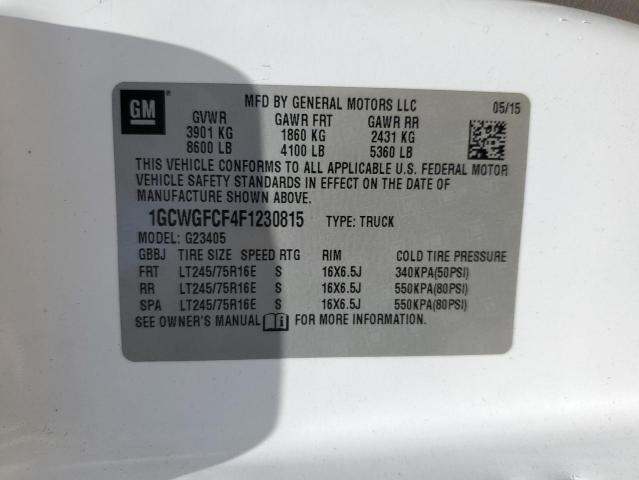 GM ®
MFD BY GENERAL MOTORS LLC 05/15
GVWR GAWR FRT GAWR RR
3901 KG 1860 KG 2431 KG
8600 LB 4100 LB 5360 LB
THIS VEHICLE CONFORMS TO ALL APPLICABLE U.S. FEDERAL MOTOR
VEHICLE SAFETY STANDARDS IN EFFECT ON THE DATE OF
MANUFACTURE SHOWN ABOVE.
1GCWGFCF4F1230815 TYPE: TRUCK
MODEL: G23405
GBBJ TIRE SIZE SPEED RTG RIM COLD TIRE PRESSURE
FRT LT245/75R16E S 16X6.5J 340KPA(50PSI)
RR LT245/75R16E S 16X6.5J 550KPA(80PSI)
SPA LT245/75R16E S 16X6.5J 550KPA(80PSI)
SEE OWNER'S MANUAL i FOR MORE INFORMATION.